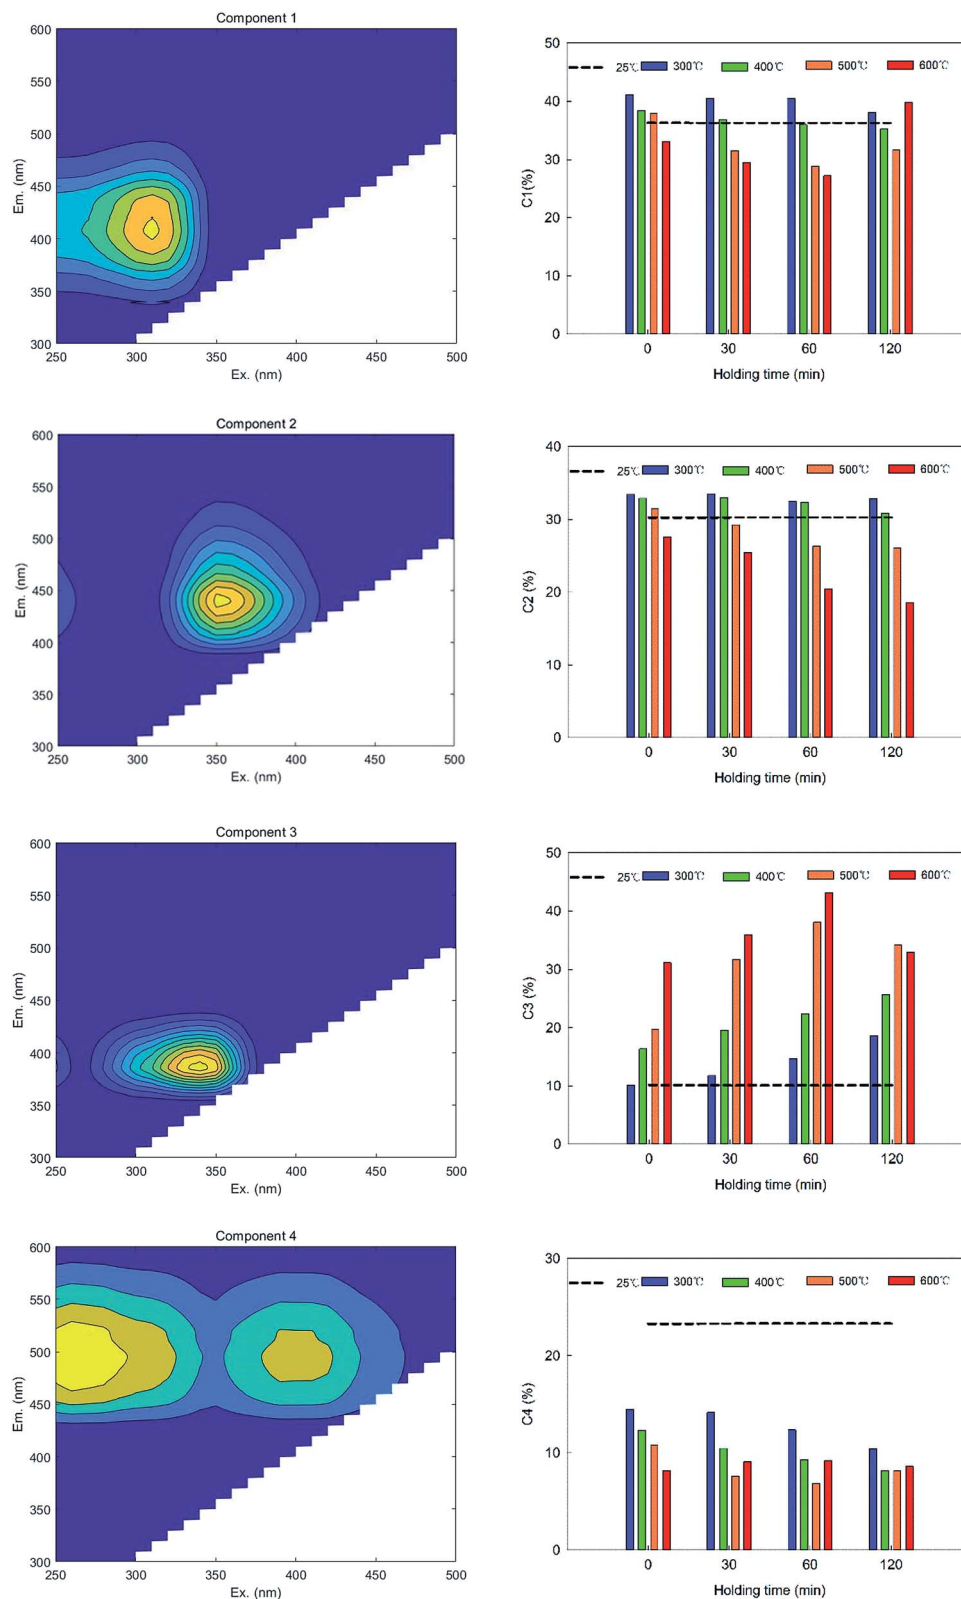 Component 1
600
550
500
450
400
350
300
Em. (nm)
250 300 350 400 450 500
Ex. (nm)
50
40
30
20
10
0
C1(%)
25℃ 300℃ 400℃ 500℃ 600℃
0 30 60 120
Holding time (min)
Component 2
600
550
500
450
400
350
300
Em. (nm)
250 300 350 400 450 500
Ex. (nm)
40
30
20
10
0
C2 (%)
25℃ 300℃ 400℃ 500℃ 600℃
0 30 60 120
Holding time (min)
Component 3
600
550
500
450
400
350
300
Em. (nm)
250 300 350 400 450 500
Ex. (nm)
50
40
30
20
10
0
C3 (%)
25℃ 300℃ 400℃ 500℃ 600℃
0 30 60 120
Holding time (min)
Component 4
600
550
500
450
400
350
300
Em. (nm)
250 300 350 400 450 500
Ex. (nm)
30
20
10
0
C4 (%)
25℃ 300℃ 400℃ 500℃ 600℃
0 30 60 120
Holding time (min)